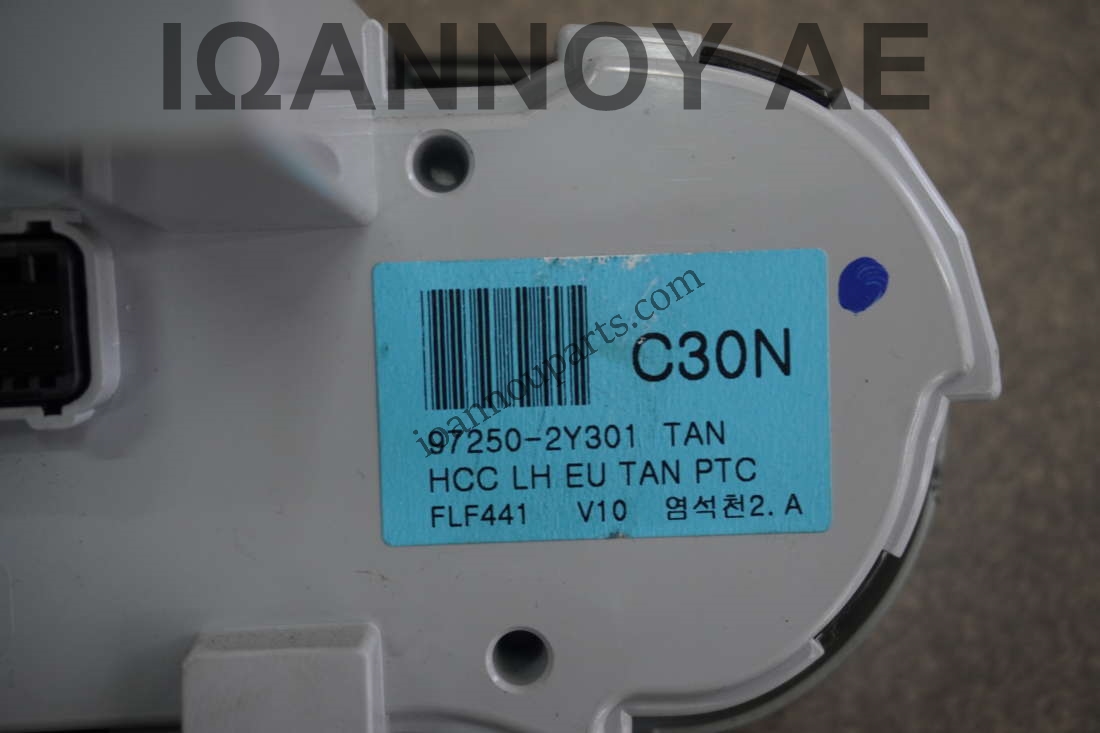 ΙΩΑΝΝΟΥ ΑΕ
ioannouparts.com
C30N
97250-2Y301 TAN
HCC LH EU TAN PTC
FLF441 V10 염석천2. A